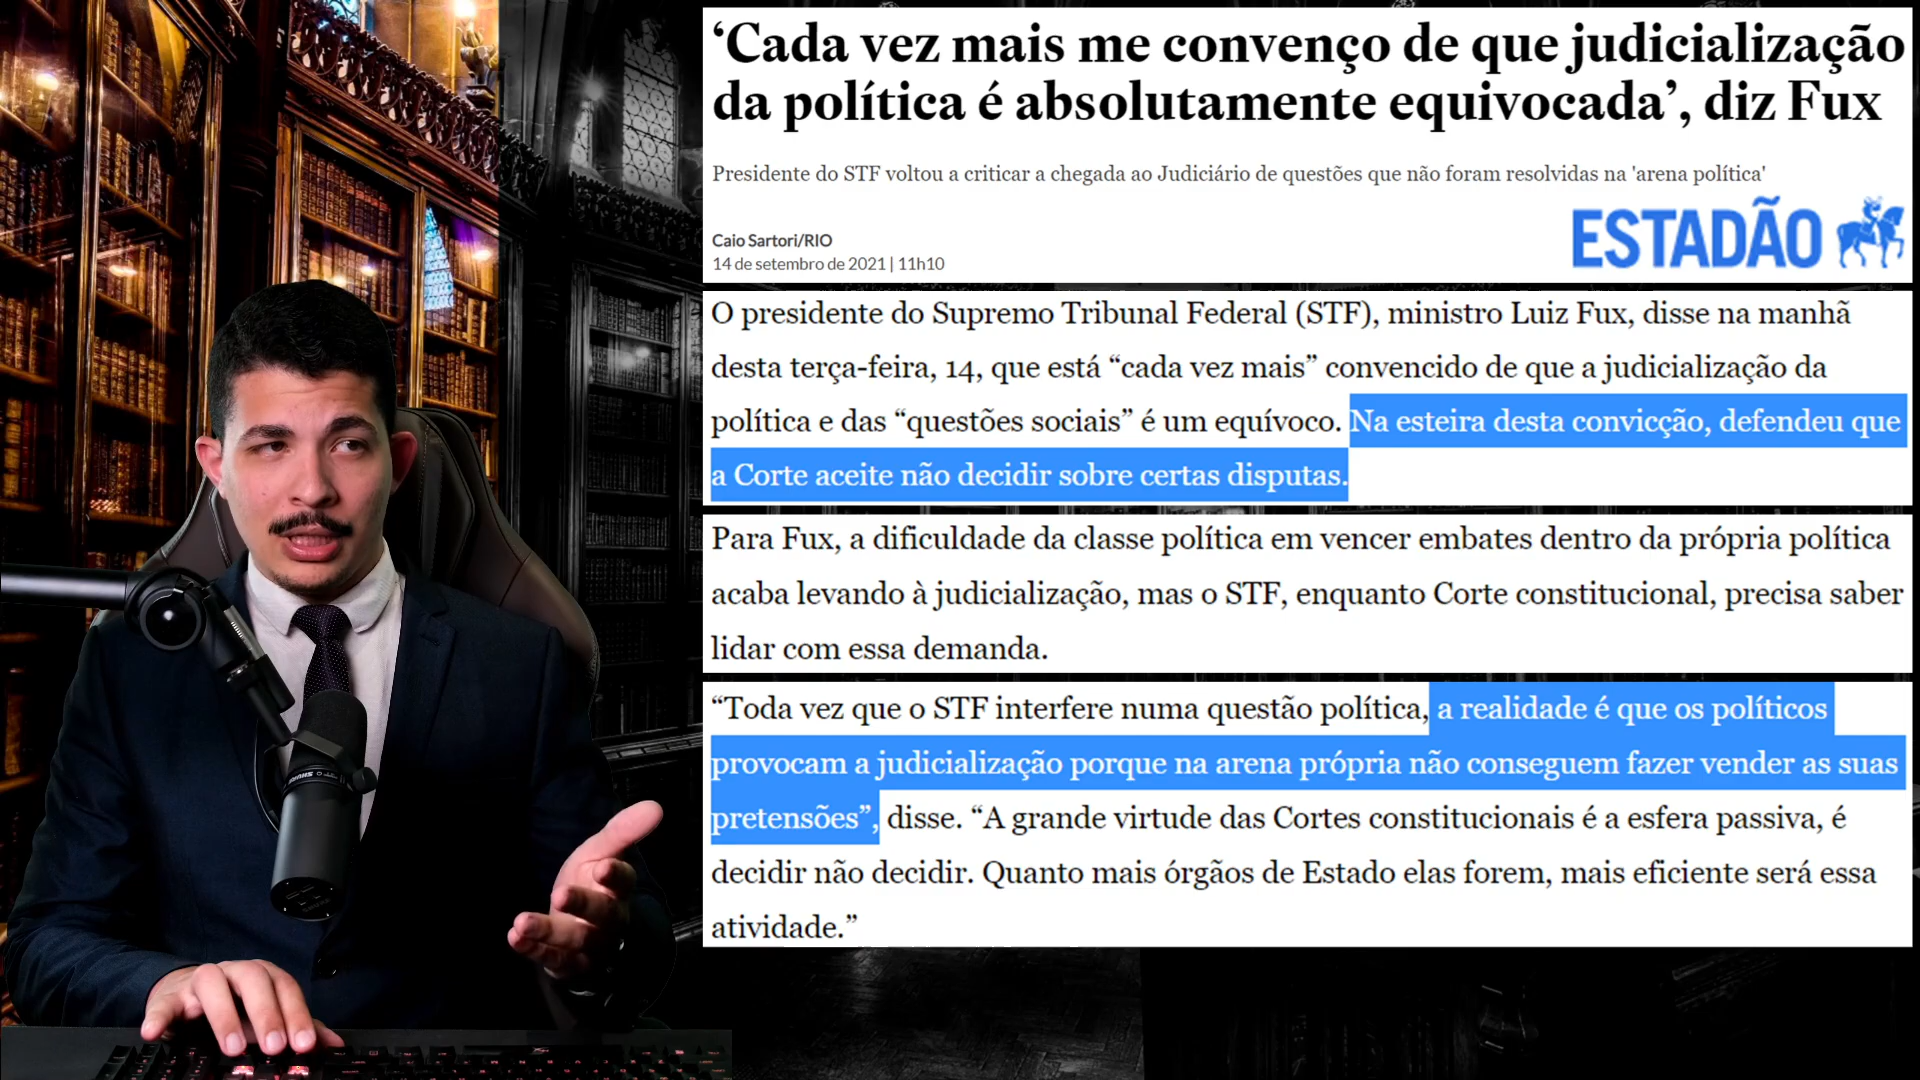 ‘Cada vez mais me convenço de que judicialização
da política é absolutamente equivocada’, diz Fux
Presidente do STF voltou a criticar a chegada ao Judiciário de questões que não foram resolvidas na 'arena política'
ESTADÃO
Caio Sartori/RIO
14 de setembro de 2021 | 11h10
O presidente do Supremo Tribunal Federal (STF), ministro Luiz Fux, disse na manhã
desta terça-feira, 14, que está “cada vez mais” convencido de que a judicialização da
política e das “questões sociais” é um equívoco. Na esteira desta convicção, defendeu que
a Corte aceite não decidir sobre certas disputas.
Para Fux, a dificuldade da classe política em vencer embates dentro da própria política
acaba levando à judicialização, mas o STF, enquanto Corte constitucional, precisa saber
lidar com essa demanda.
“Toda vez que o STF interfere numa questão política, a realidade é que os políticos
provocam a judicialização porque na arena própria não conseguem fazer vender as suas
pretensões”, disse. “A grande virtude das Cortes constitucionais é a esfera passiva, é
decidir não decidir. Quanto mais órgãos de Estado elas forem, mais eficiente será essa
atividade.”
SHURE